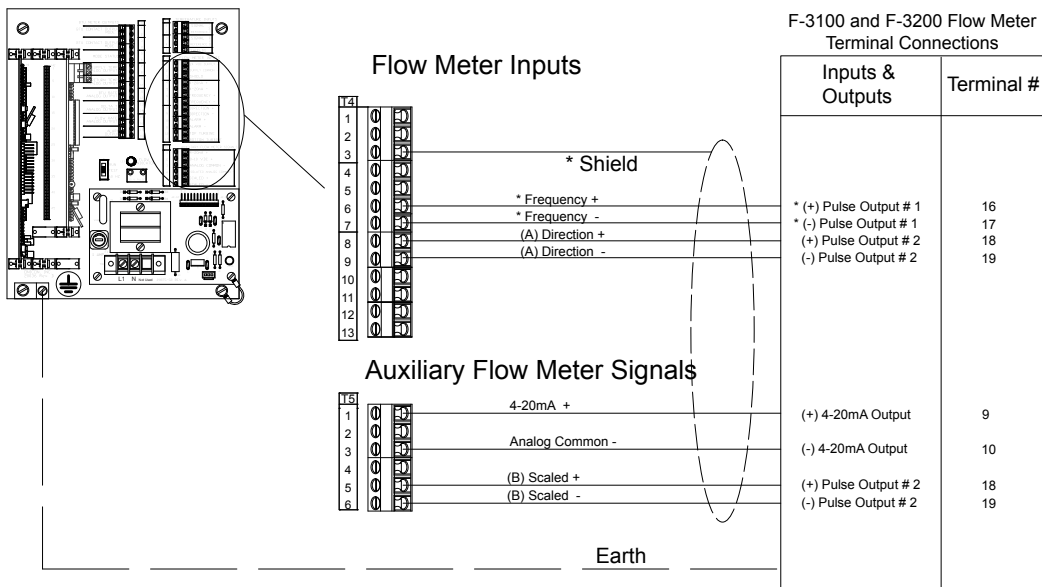 F-3100 and F-3200 Flow Meter
Terminal Connections
Inputs &
Outputs
Terminal #
Flow Meter Inputs
T4
1
2
3
4
5
6
7
8
9
10
11
12
13
* Shield
* Frequency +
* Frequency -
(A) Direction +
(A) Direction -
* (+) Pulse Output # 1 16
* (-) Pulse Output # 1 17
(+) Pulse Output # 2 18
(-) Pulse Output # 2 19
L1 N
Auxiliary Flow Meter Signals
T5
1
2
3
4
5
6
4-20mA +
Analog Common -
(B) Scaled +
(B) Scaled -
(+) 4-20mA Output 9
(-) 4-20mA Output 10
(+) Pulse Output # 2 18
(-) Pulse Output # 2 19
Earth